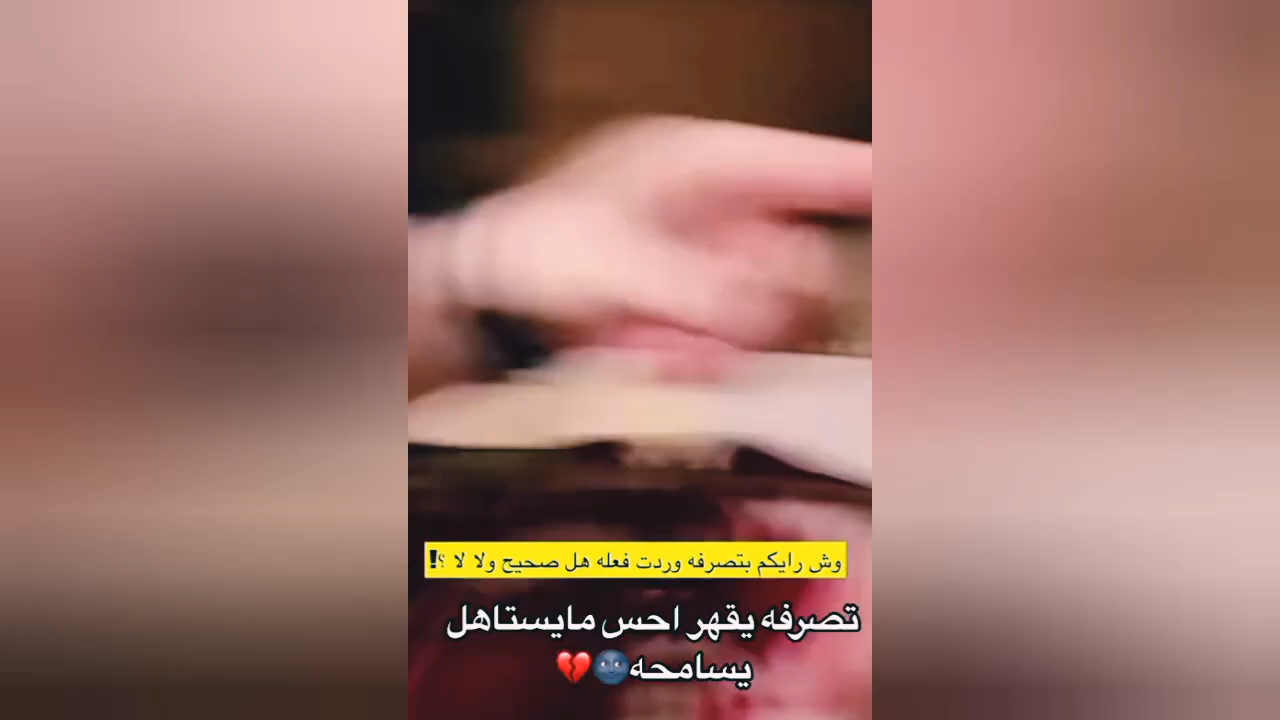 وش رايكم بتصرفه وردت فعله هل صحيح ولا لا ؟!
تصرفه يقهر احس مايستاهل
يسامحه🌚💔